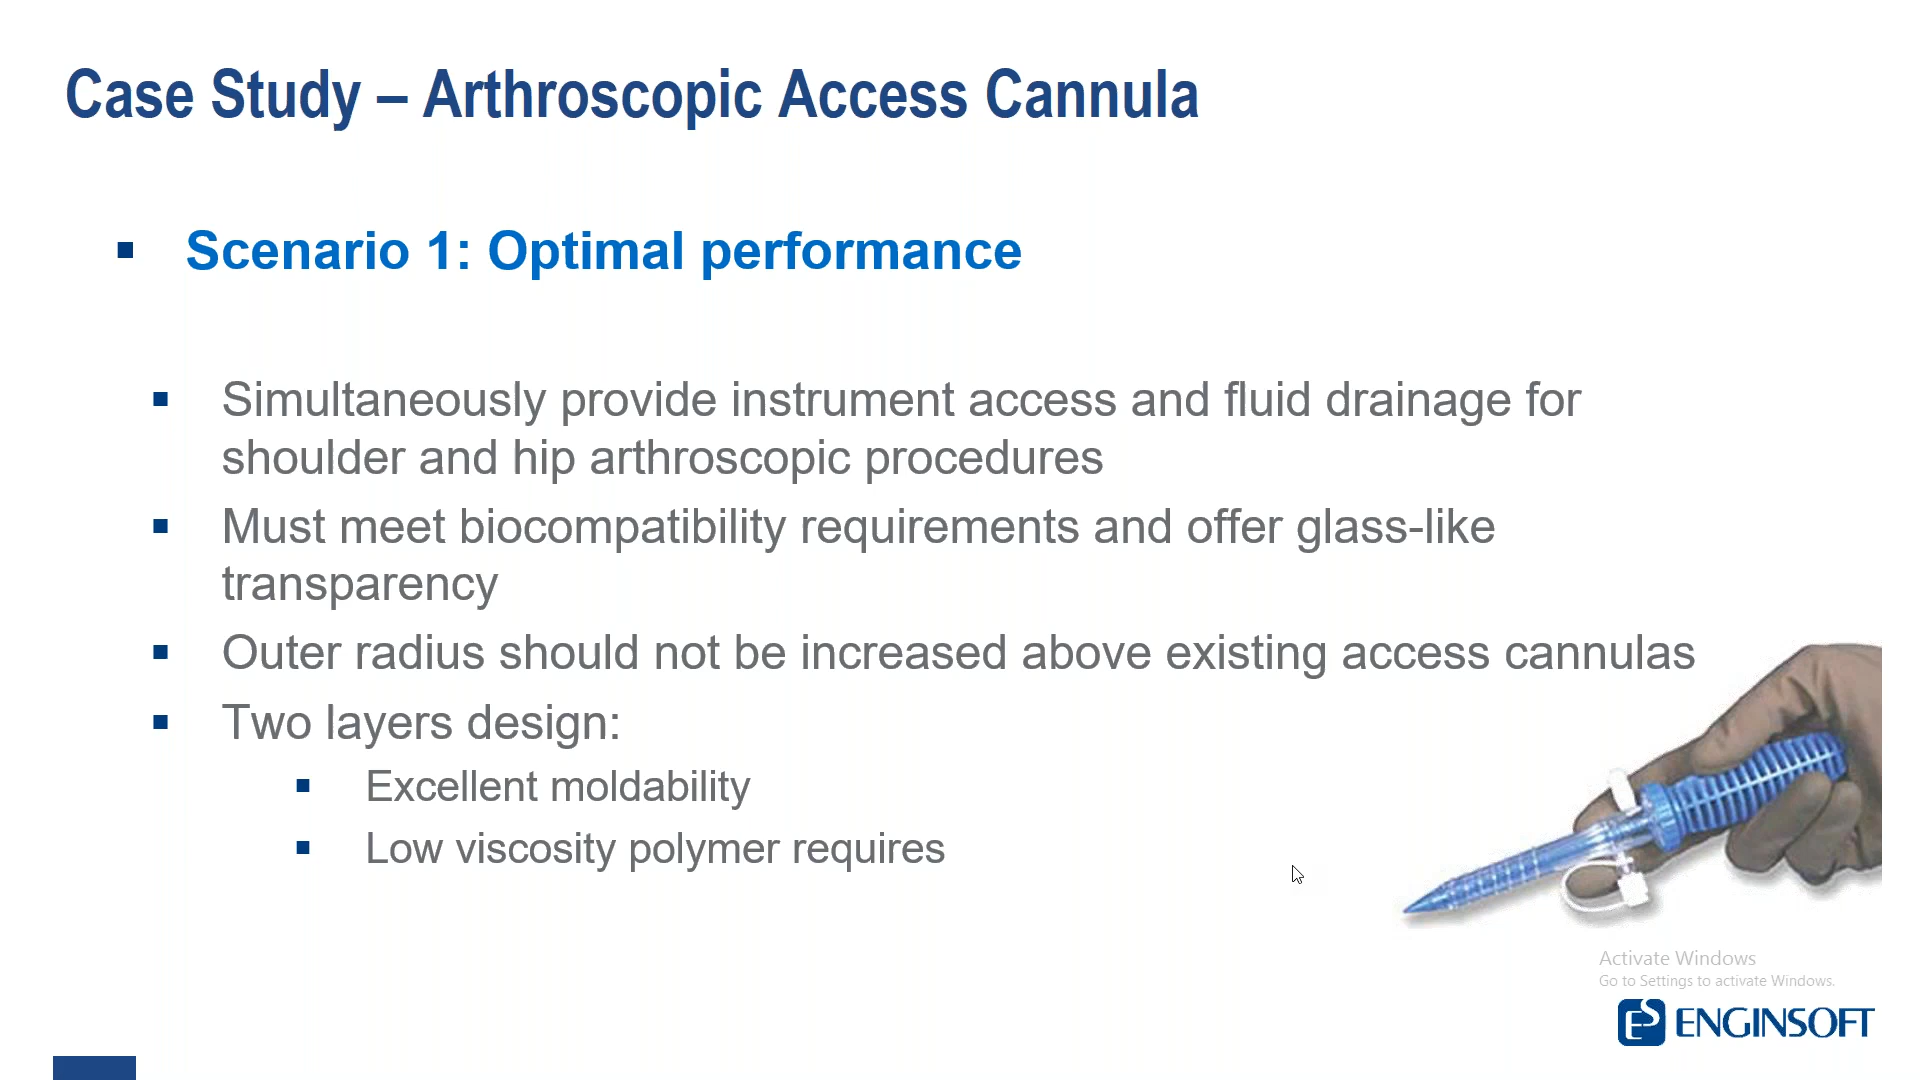 Case Study – Arthroscopic Access Cannula
Scenario 1: Optimal performance
Simultaneously provide instrument access and fluid drainage for
shoulder and hip arthroscopic procedures
Must meet biocompatibility requirements and offer glass-like
transparency
Outer radius should not be increased above existing access cannulas
Two layers design:
Excellent moldability
Low viscosity polymer requires
Activate Windows
Go to Settings to activate Windows.
ES ENGINSOFT